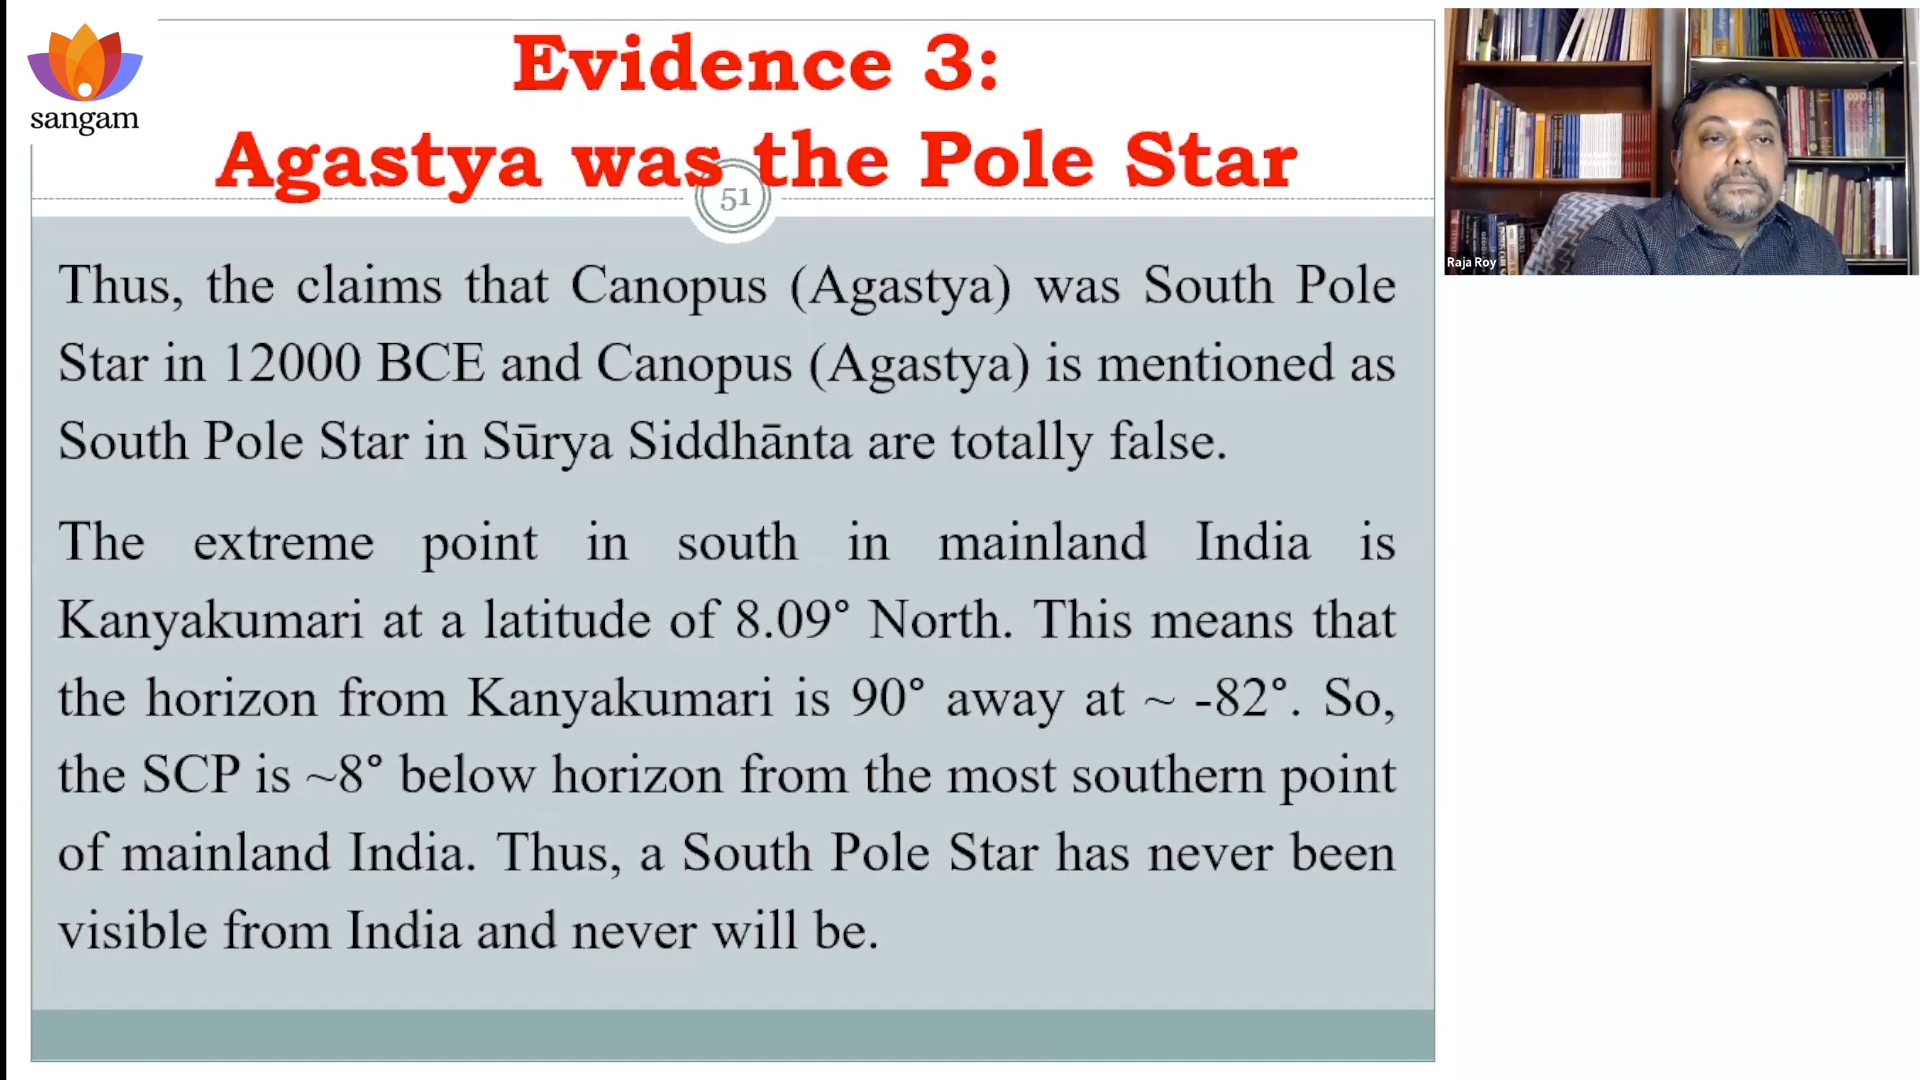 sangam
Evidence 3:
Agastya was the Pole Star
51
Thus, the claims that Canopus (Agastya) was South Pole
Star in 12000 BCE and Canopus (Agastya) is mentioned as
South Pole Star in Sūrya Siddhānta are totally false.
The extreme point in south in mainland India is
Kanyakumari at a latitude of 8.09° North. This means that
the horizon from Kanyakumari is 90° away at ~ -82°. So,
the SCP is ~8° below horizon from the most southern point
of mainland India. Thus, a South Pole Star has never been
visible from India and never will be.
Raja Roy